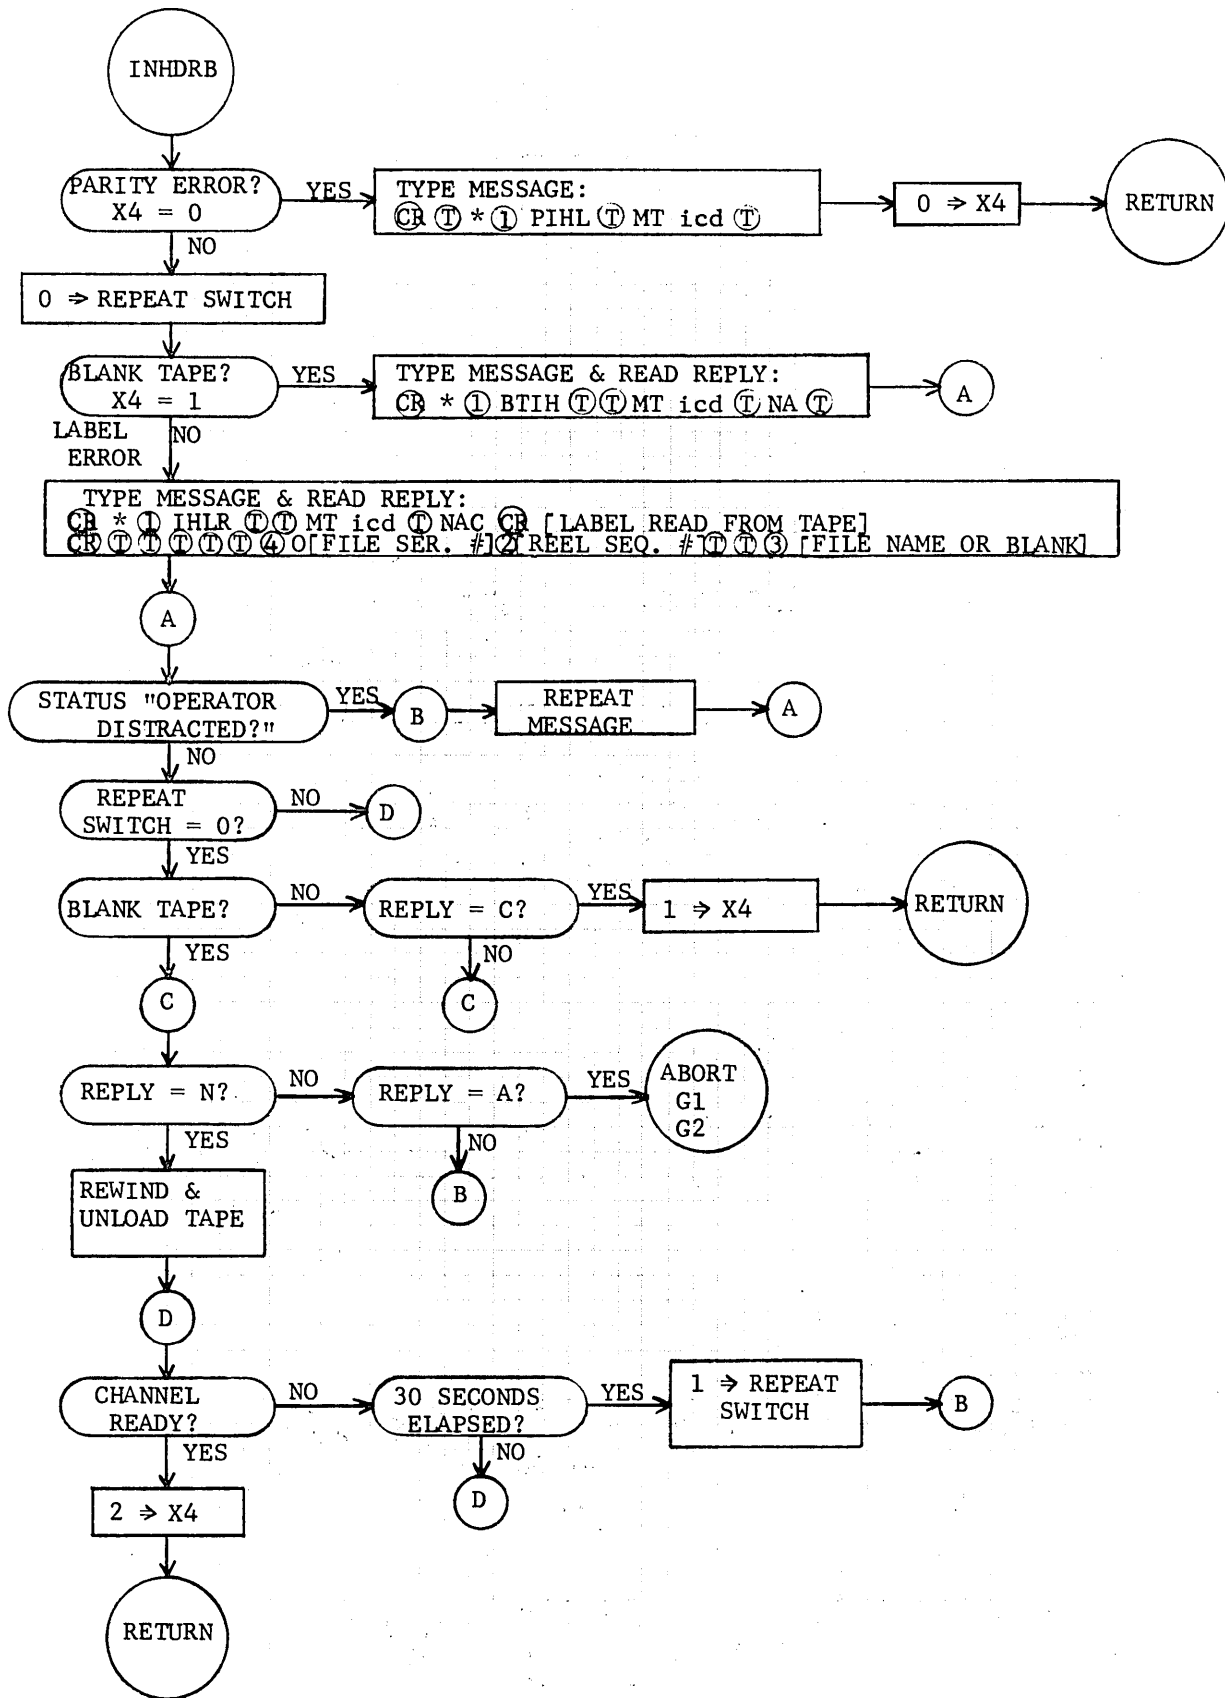 INHDRB
PARITY ERROR?
X4 = 0
YES
TYPE MESSAGE:
CR T * 1 PIHL T MT icd T
0 ⇒ X4
RETURN
NO
0 ⇒ REPEAT SWITCH
BLANK TAPE?
X4 = 1
YES
TYPE MESSAGE & READ REPLY:
CR * 1 BTIH T T MT icd T NA T
A
LABEL
ERROR
NO
TYPE MESSAGE & READ REPLY:
CR * 1 IHLR T T MT icd T NAC CR [LABEL READ FROM TAPE]
CR T T T T T 4 0[FILE SER. #] 2 [REEL SEQ. #] T T 3 [FILE NAME OR BLANK]
A
STATUS "OPERATOR
DISTRACTED?"
YES
B
REPEAT
MESSAGE
A
NO
REPEAT
SWITCH = 0?
NO
D
YES
BLANK TAPE?
NO
REPLY = C?
YES
1 ⇒ X4
RETURN
YES
C
NO
C
REPLY = N?
NO
REPLY = A?
YES
ABORT
G1
G2
YES
NO
B
REWIND &
UNLOAD TAPE
D
CHANNEL
READY?
NO
30 SECONDS
ELAPSED?
YES
1 ⇒ REPEAT
SWITCH
B
YES
NO
D
2 ⇒ X4
RETURN